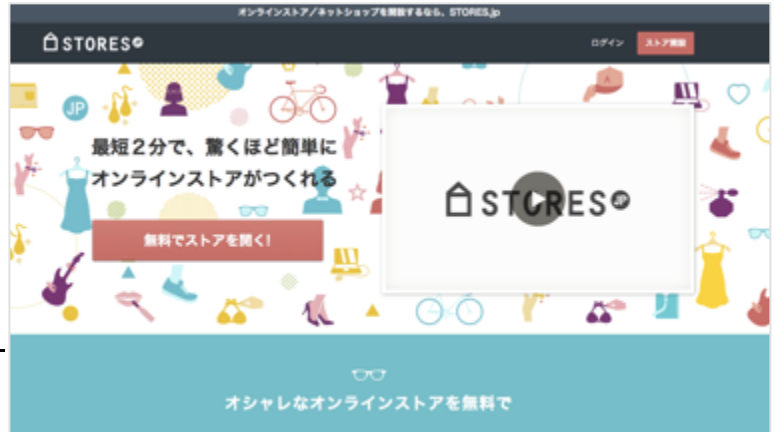 オンラインストア/ネットショップを開設するなら、STORES.jp
STORES
ログイン
ストア開設
JP
最短2分で、驚くほど簡単に
オンラインストアがつくれる
無料でストアを開く!
STORES JP
オシャレなオンラインストアを無料で